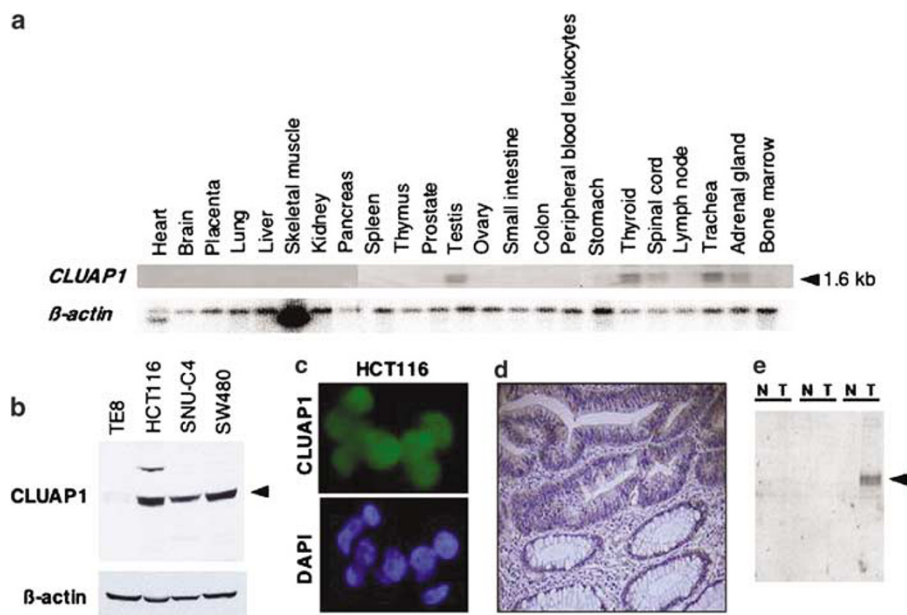 a
Heart
Brain
Placenta
Lung
Liver
Skeletal muscle
Kidney
Pancreas
Spleen
Thymus
Prostate
Testis
Ovary
Small intestine
Colon
Peripheral blood leukocytes
Stomach
Thyroid
Spinal cord
Lymph node
Trachea
Adrenal gland
Bone marrow
CLUAP1
1.6 kb
ß-actin
b
TE8
HCT116
SNU-C4
SW480
CLUAP1
ß-actin
c
HCT116
CLUAP1
DAPI
d
e
N T N T N T